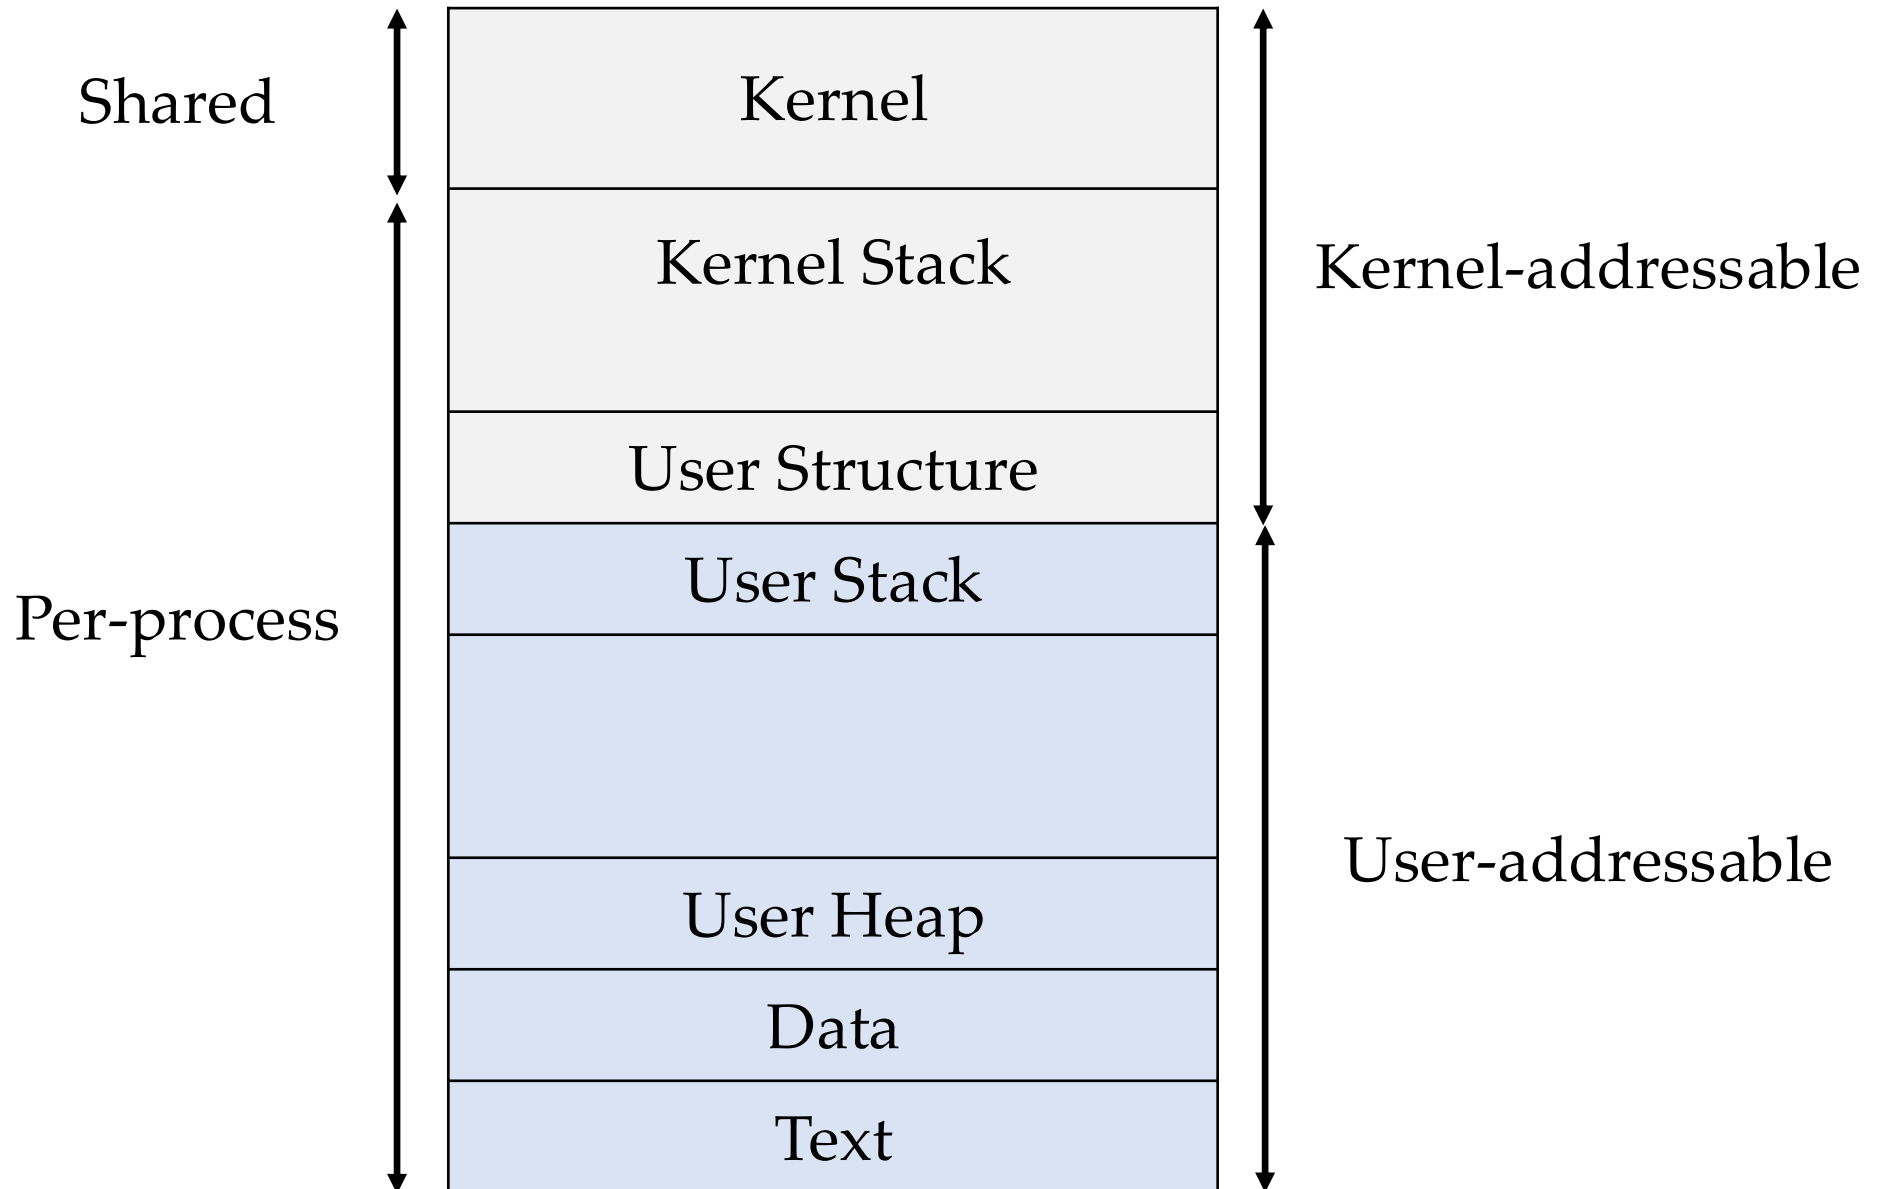 Shared
Kernel
Kernel Stack
Kernel-addressable
User Structure
User Stack
Per-process
User-addressable
User Heap
Data
Text